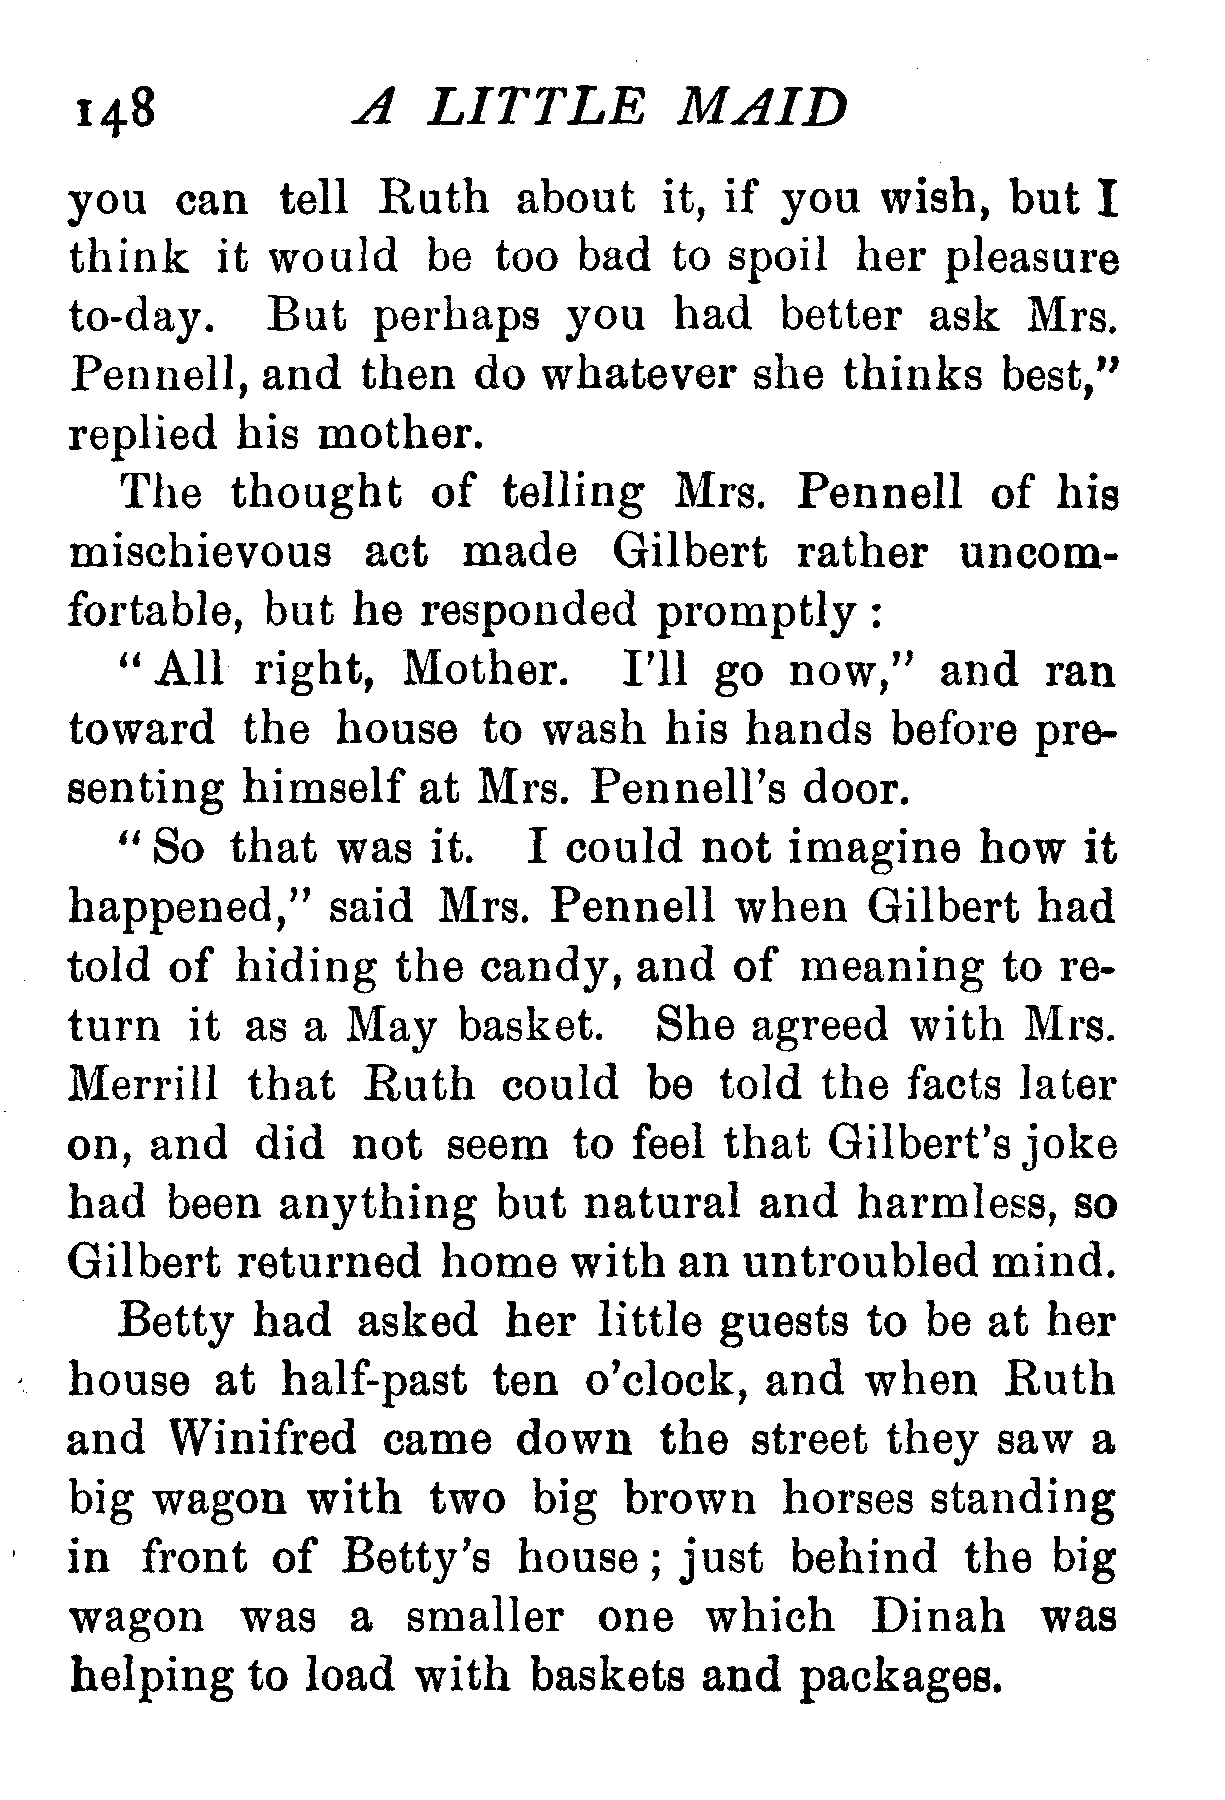 148 A LITTLE MAID
you can tell Ruth about it, if you wish, but I
think it would be too bad to spoil her pleasure
to-day. But perhaps you had better ask Mrs.
Pennell, and then do whatever she thinks best,”
replied his mother.
The thought of telling Mrs. Pennell of his
mischievous act made Gilbert rather uncom-
fortable, but he responded promptly :
“ All right, Mother. I’ll go now,” and ran
toward the house to wash his hands before pre-
senting himself at Mrs. Pennell’s door.
“ So that was it. I could not imagine how it
happened,” said Mrs. Pennell when Gilbert had
told of hiding the candy, and of meaning to re-
turn it as a May basket. She agreed with Mrs.
Merrill that Ruth could be told the facts later
on, and did not seem to feel that Gilbert’s joke
had been anything but natural and harmless, so
Gilbert returned home with an untroubled mind.
Betty had asked her little guests to be at her
house at half-past ten o’clock, and when Ruth
and Winifred came down the street they saw a
big wagon with two big brown horses standing
in front of Betty’s house ; just behind the big
wagon was a smaller one which Dinah was
helping to load with baskets and packages.